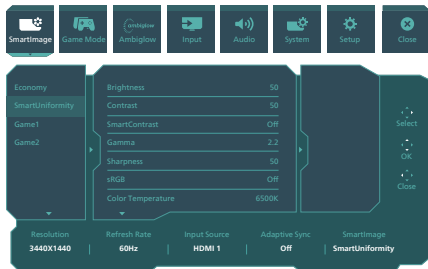 SmartImage
Game Mode
ambiglow
Ambiglow
Input
Audio
System
Setup
Close
Economy
SmartUniformity
Game1
Game2
Brightness 50
Contrast 50
SmartContrast Off
Gamma 2.2
Sharpness 50
sRGB Off
Color Temperature 6500K
Select
OK
Close
Resolution Refresh Rate Input Source Adaptive Sync SmartImage
3440X1440 | 60Hz | HDMI 1 | Off | SmartUniformity